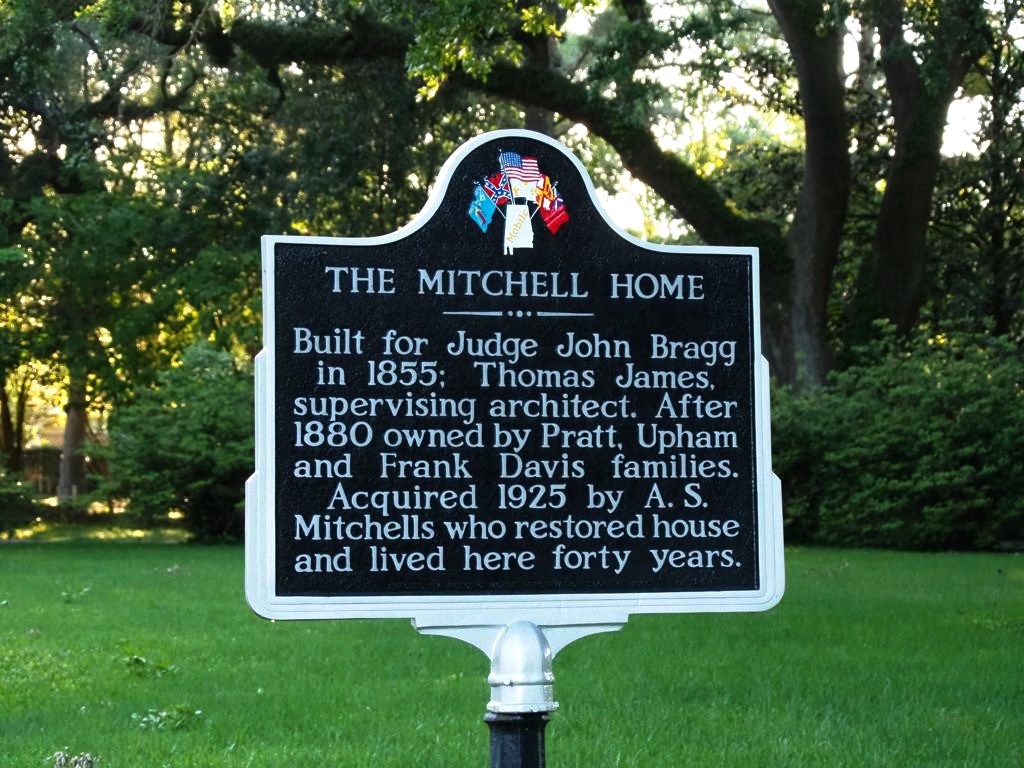 Mobile
THE MITCHELL HOME
Built for Judge John Bragg
in 1855; Thomas James,
supervising architect. After
1880 owned by Pratt, Upham
and Frank Davis families.
Acquired 1925 by A. S.
Mitchells who restored house
and lived here forty years.